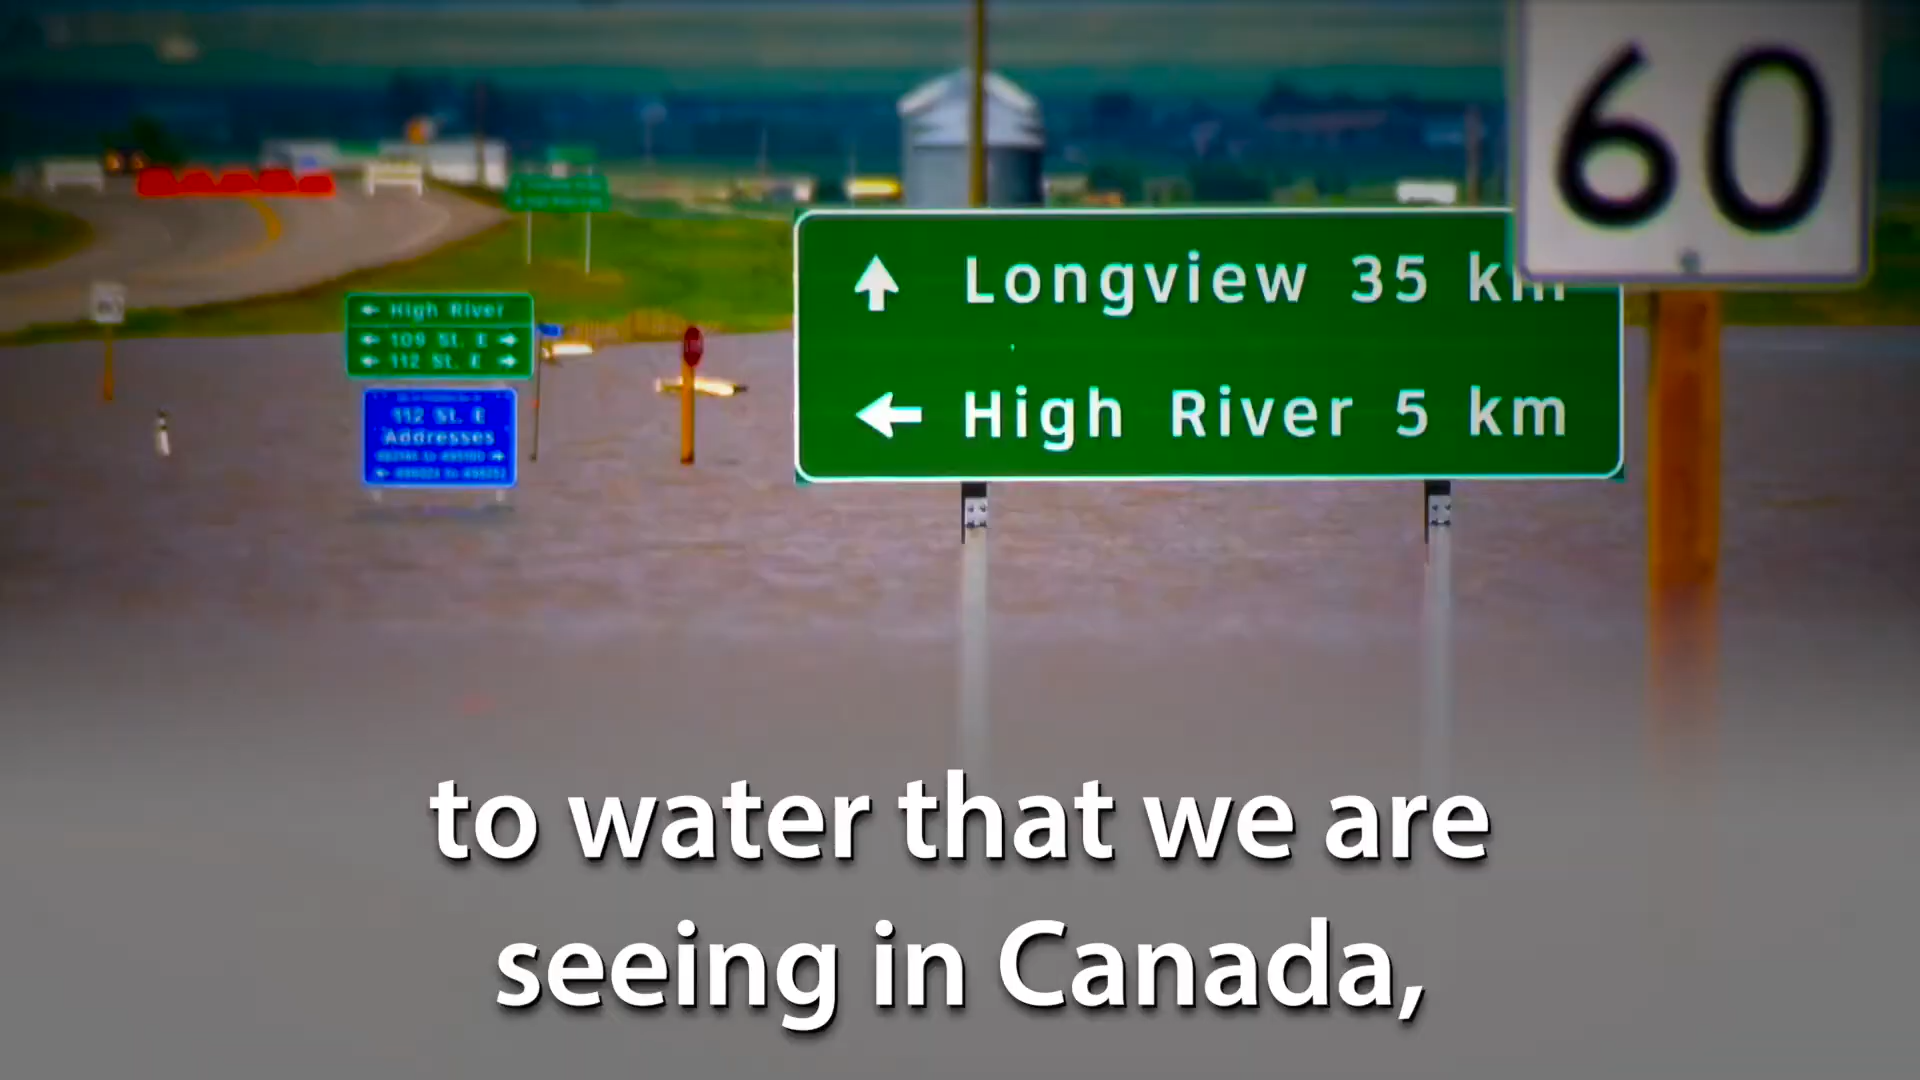 60
↑ Longview 35 km
← High River 5 km
← High River
← 109 St. E →
← 112 St. E →
112 St. E
Addresses
to water that we are
seeing in Canada,